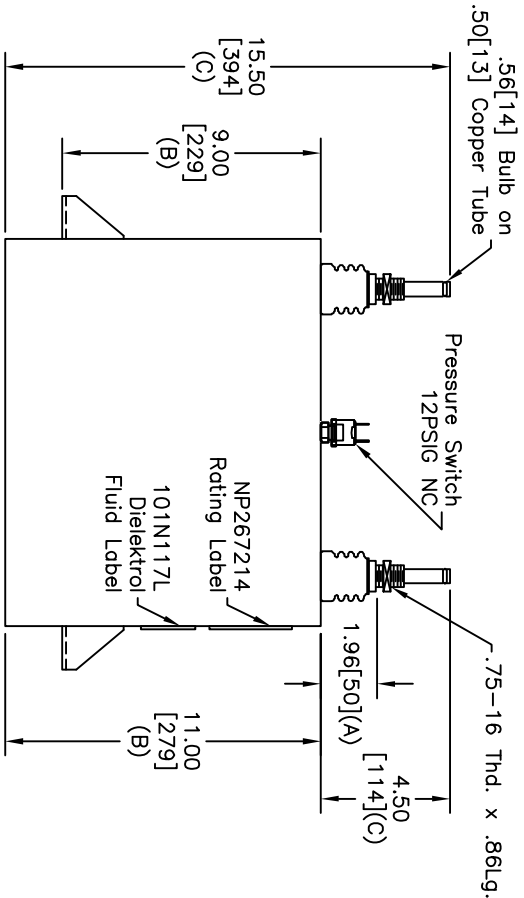 .56[14] Bulb on
.50[13] Copper Tube
15.50
[394]
(C)
9.00
[229]
(B)
Pressure Switch
12PSIG NC
NP267214
Rating Label
101N117L
Dielektrol
Fluid Label
.75-16 Thd. x .86Lg.
1.96[50](A)
4.50
[114](C)
11.00
[279]
(B)